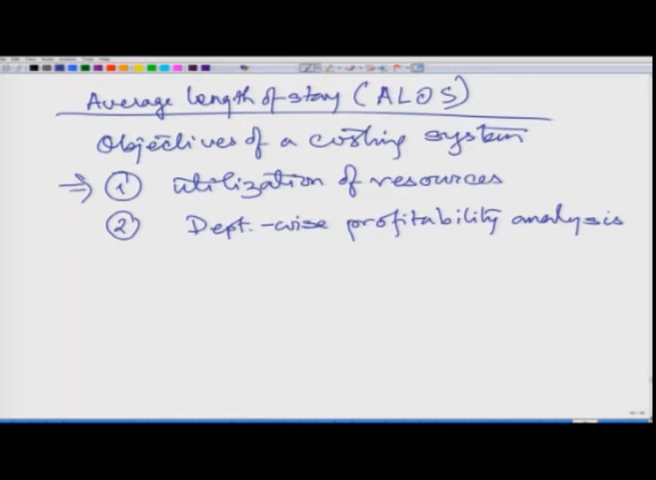 Average length of stay (ALOS)
Objectives of a costing system
⇒ ① utilization of resources
② Dept.-wise profitability analysis